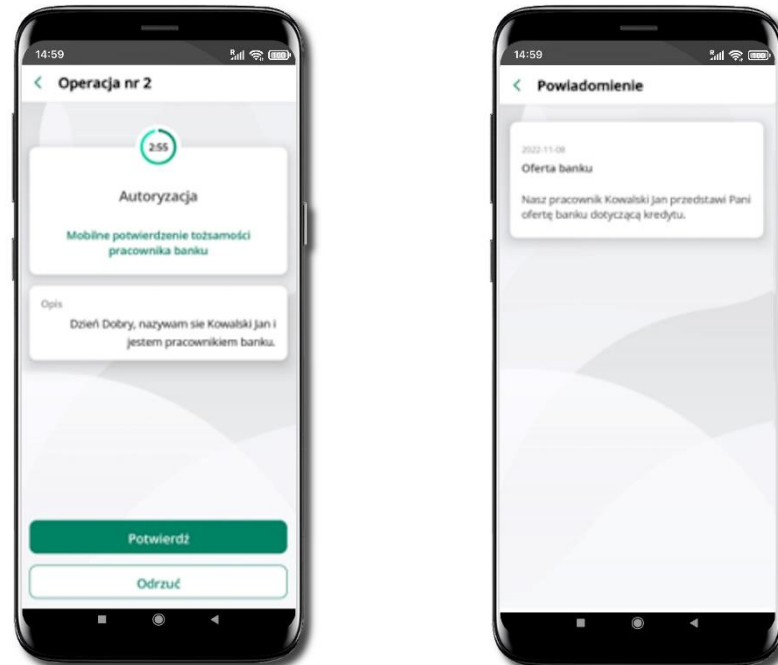 14:59
Operacja nr 2
2:55
Autoryzacja
Mobilne potwierdzenie tożsamości
pracownika banku
Opis
Dzień Dobry, nazywam sie Kowalski Jan i
jestem pracownikiem banku.
Potwierdź
Odrzuć
14:59
Powiadomienie
2022-11-08
Oferta banku
Nasz pracownik Kowalski Jan przedstawi Pani
ofertę banku dotyczącą kredytu.